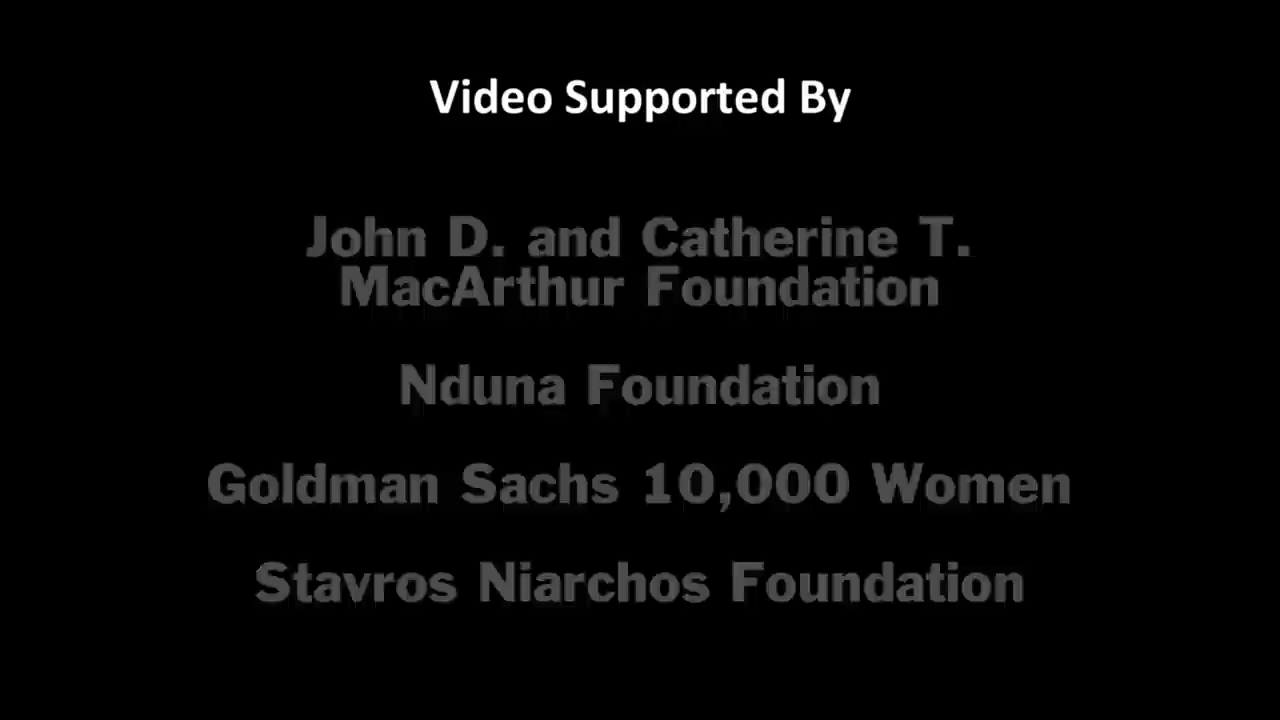 Video Supported By
John D. and Catherine T.
MacArthur Foundation
Nduna Foundation
Goldman Sachs 10,000 Women
Stavros Niarchos Foundation